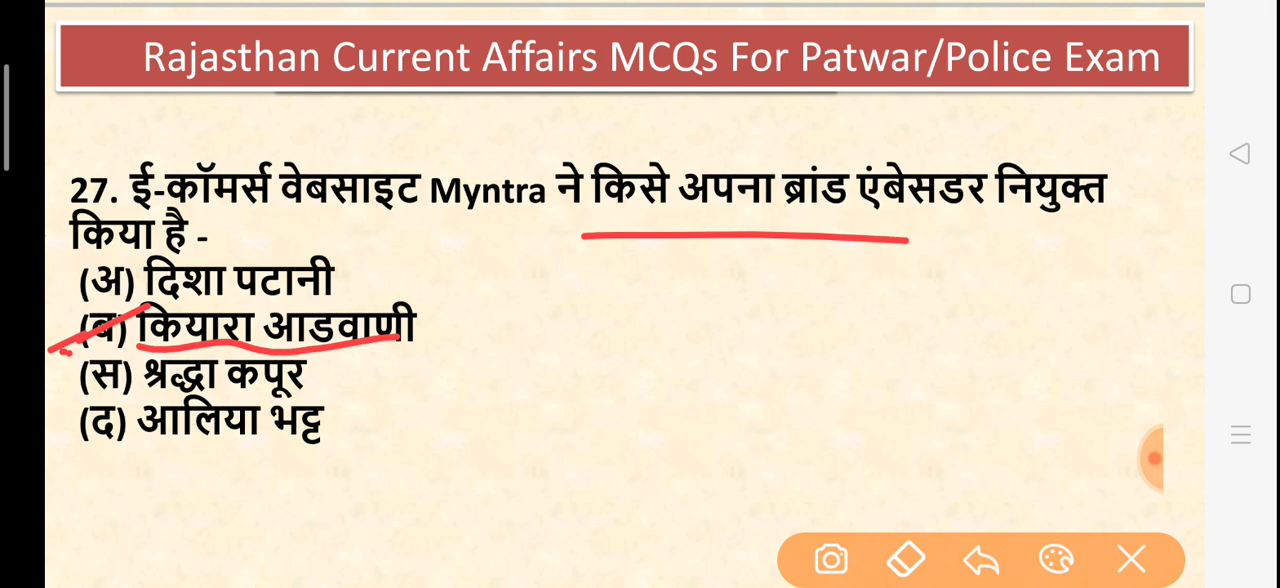 Rajasthan Current Affairs MCQs For Patwar/Police Exam
27. ई-कॉमर्स वेबसाइट Myntra ने किसे अपना ब्रांड एंबेसडर नियुक्त
किया है -
(अ) दिशा पटानी
(ब) कियारा आडवाणी
(स) श्रद्धा कपूर
(द) आलिया भट्ट